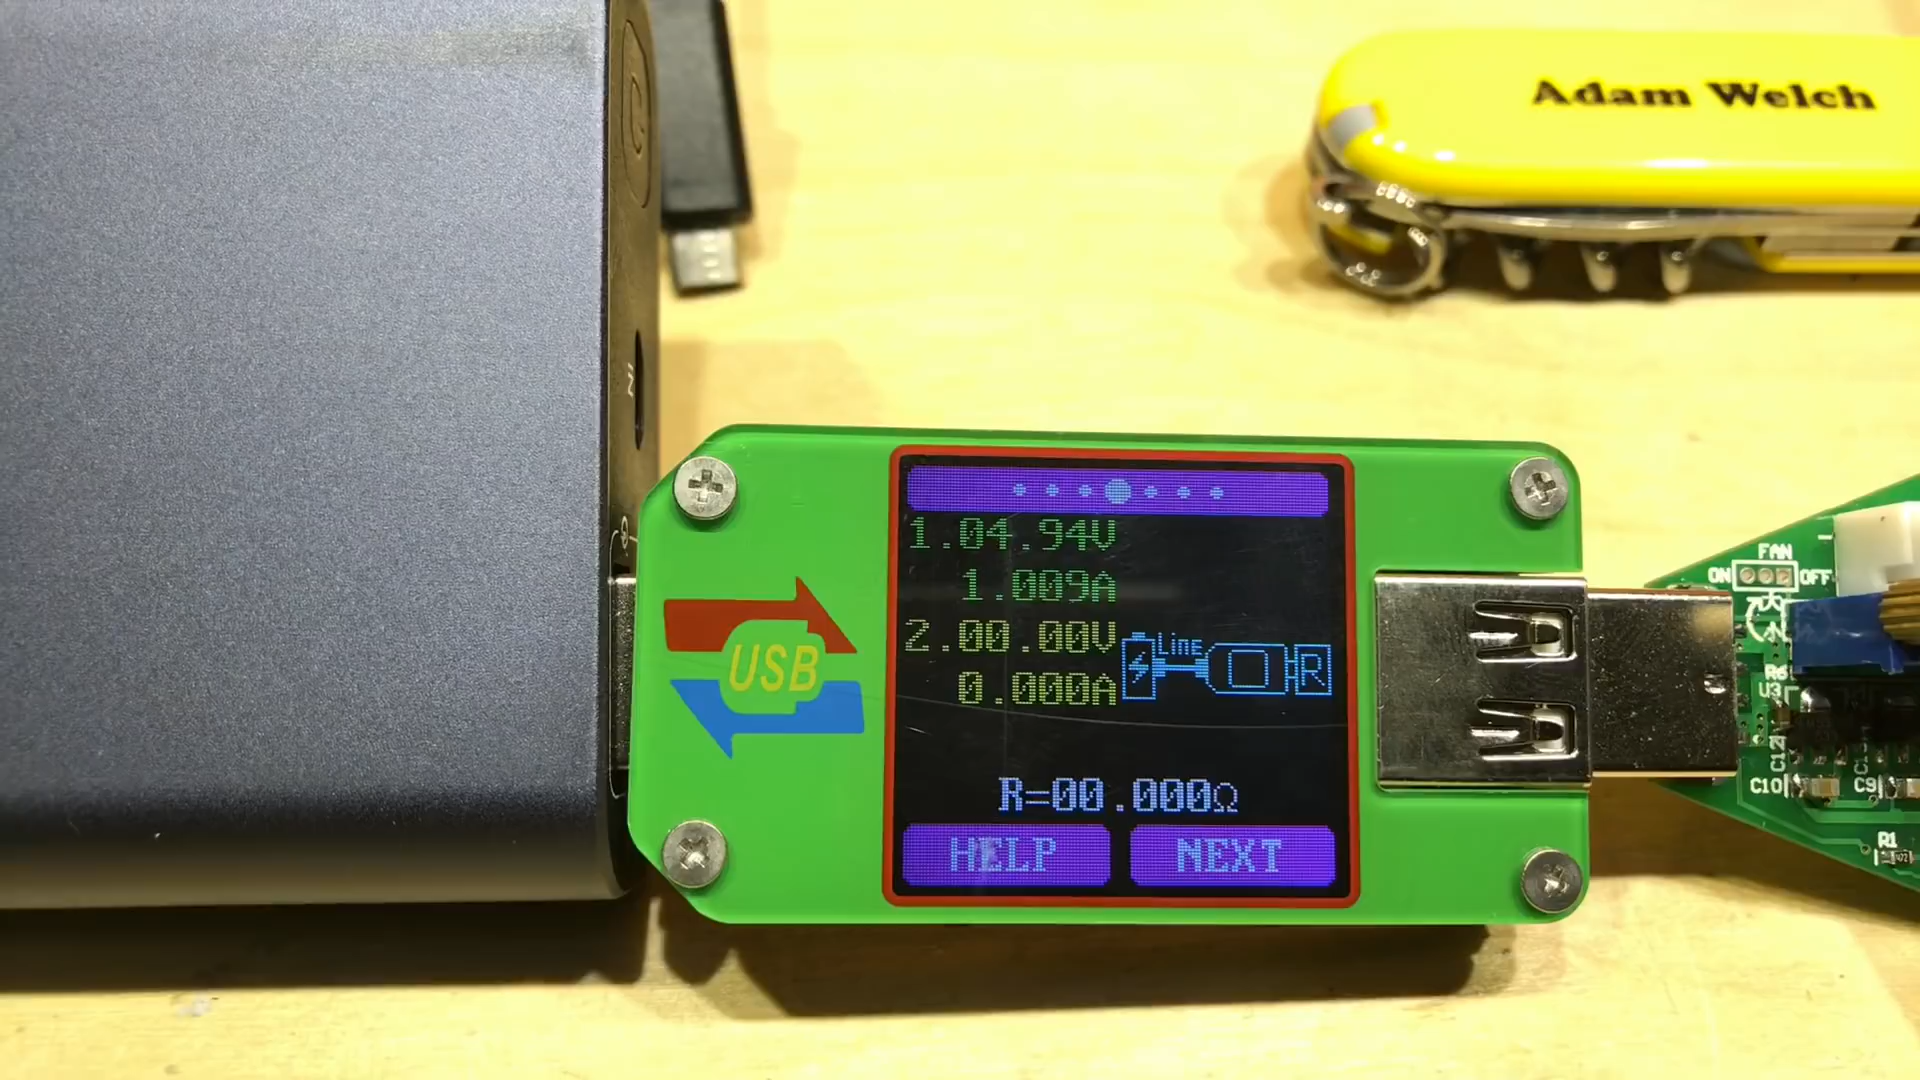 Adam Welch
IN
USB
1.04.94V
1.009A
2.00.00V
0.000A
Line
R
R=00.000Ω
HELP
NEXT
FAN
ON
OFF
R6
U3
C12
C10
C9
R1